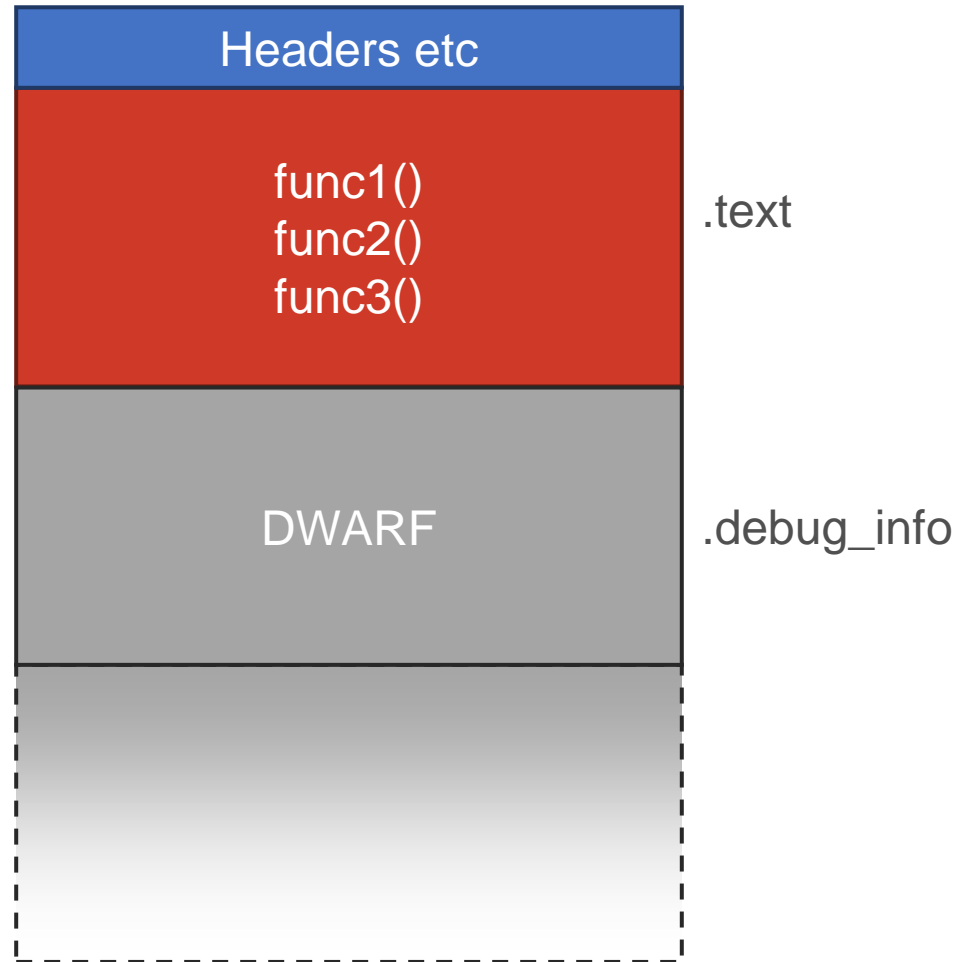 Headers etc
func1()
func2()
func3()
.text
DWARF
.debug_info